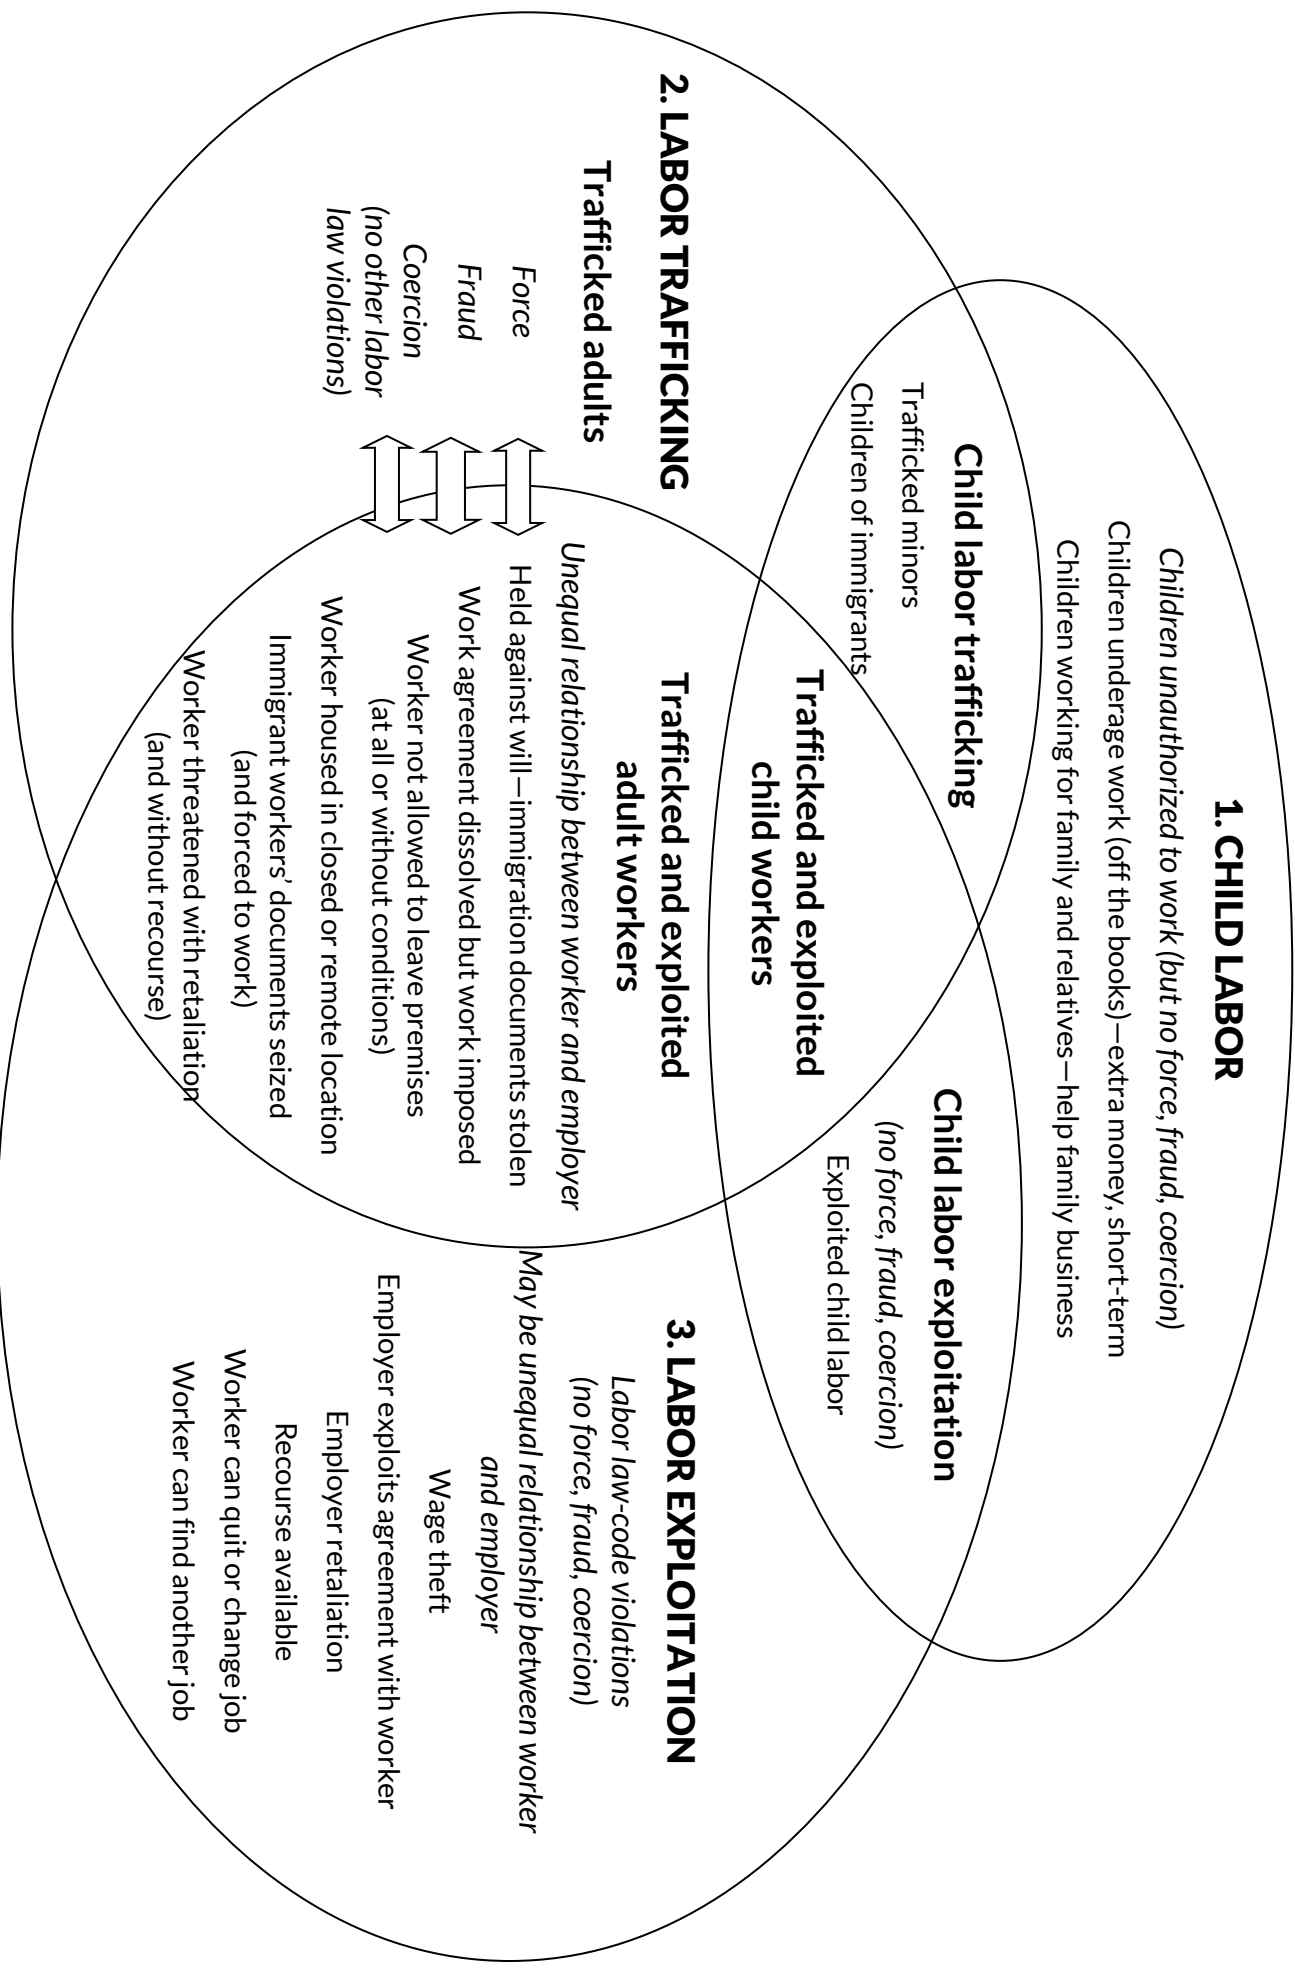 1. CHILD LABOR
Children unauthorized to work (but no force, fraud, coercion)
Children underage work (off the books)—extra money, short-term
Children working for family and relatives—help family business
Child labor trafficking
Trafficked minors
Children of immigrants
Child labor exploitation
(no force, fraud, coercion)
Exploited child labor
Trafficked and exploited
child workers
2. LABOR TRAFFICKING
Trafficked adults
Force
Fraud
Coercion
(no other labor
law violations)
Trafficked and exploited
adult workers
Unequal relationship between worker and employer
Held against will—immigration documents stolen
Work agreement dissolved but work imposed
Worker not allowed to leave premises
(at all or without conditions)
Worker housed in closed or remote location
Immigrant workers’ documents seized
(and forced to work)
Worker threatened with retaliation
(and without recourse)
3. LABOR EXPLOITATION
Labor law-code violations
(no force, fraud, coercion)
May be unequal relationship between worker
and employer
Wage theft
Employer exploits agreement with worker
Employer retaliation
Recourse available
Worker can quit or change job
Worker can find another job